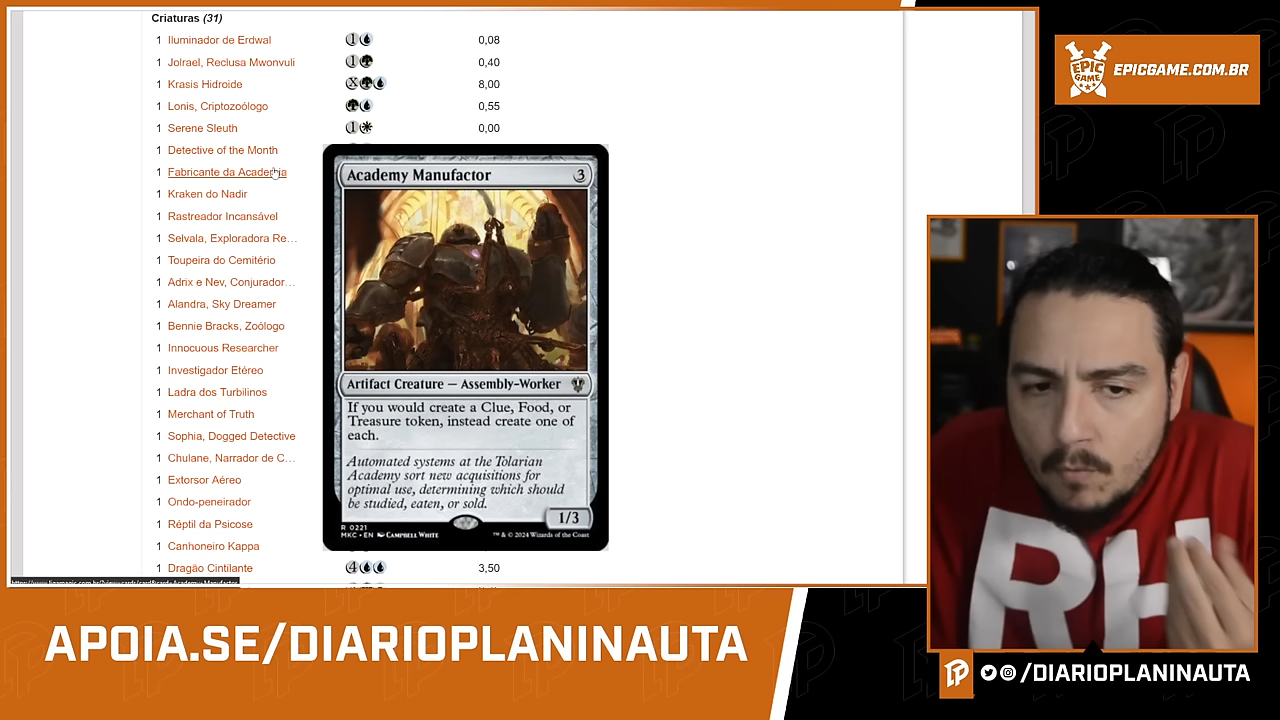 Criaturas (31)
1 Iluminador de Erdwal 1 0,08
1 Jolrael, Reclusa Mwonvuli 1 0,40
1 Krasis Hidroide X 8,00
1 Lonis, Criptozoólogo 0,55
1 Serene Sleuth 1 0,00
1 Detective of the Month
1 Fabricante da Academia
1 Kraken do Nadir
1 Rastreador Incansável
1 Selvala, Exploradora Re…
1 Toupeira do Cemitério
1 Adrix e Nev, Conjurador…
1 Alandra, Sky Dreamer
1 Bennie Bracks, Zoólogo
1 Innocuous Researcher
1 Investigador Etéreo
1 Ladra dos Turbilinos
1 Merchant of Truth
1 Sophia, Dogged Detective
1 Chulane, Narrador de C…
1 Extorsor Aéreo
1 Ondo-peneirador
1 Réptil da Psicose
1 Canhoneiro Kappa
1 Dragão Cintilante 4 3,50
Academy Manufactor 3
Artifact Creature — Assembly-Worker
If you would create a Clue, Food, or
Treasure token, instead create one of
each.
Automated systems at the Tolarian
Academy sort new acquisitions for
optimal use, determining which should
be studied, eaten, or sold.
1/3
R 0221
MKC • EN CAMPBELL WHITE
™ & © 2024 Wizards of the Coast
EPIC
GAME
EPICGAME.COM.BR
RH
APOIA.SE/DIARIOPLANINAUTA
/DIARIOPLANINAUTA